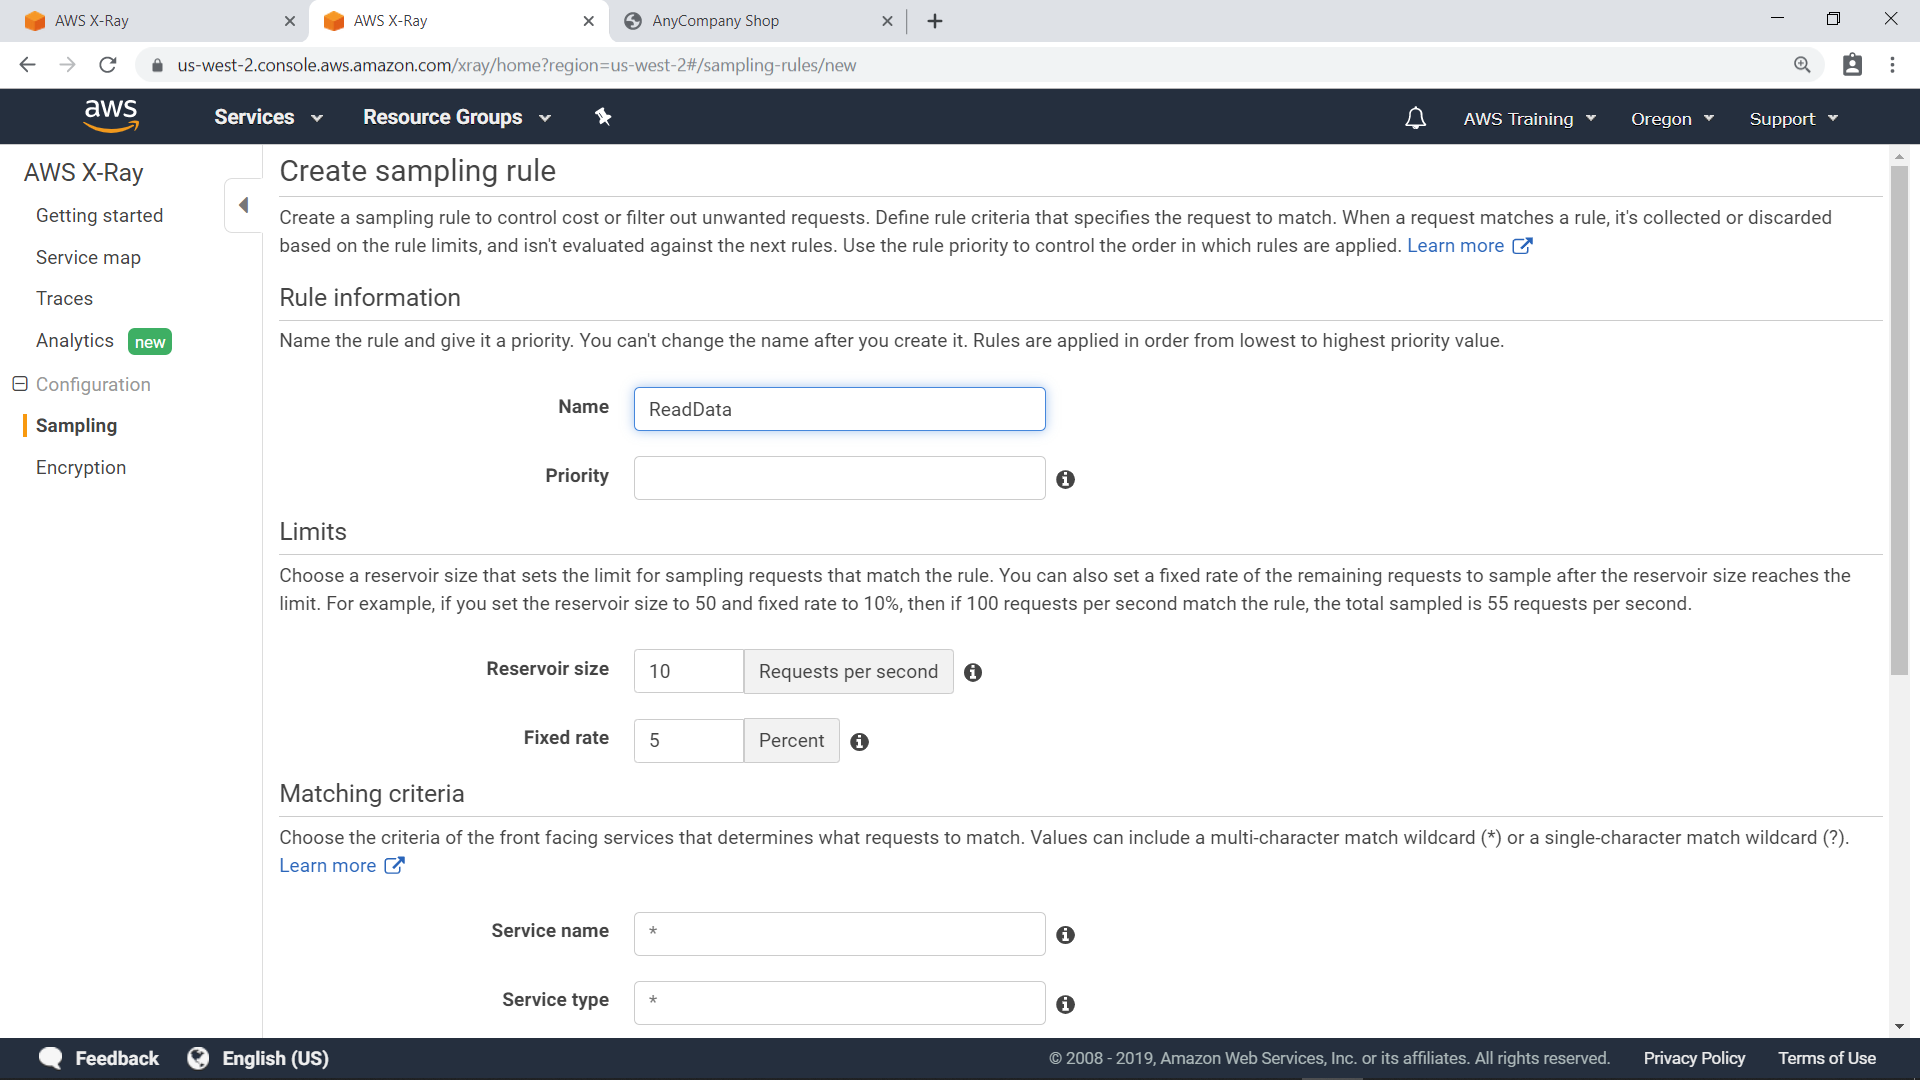 AWS X-Ray
AWS X-Ray
AnyCompany Shop
us-west-2.console.aws.amazon.com/xray/home?region=us-west-2#/sampling-rules/new
aws
Services
Resource Groups
AWS Training
Oregon
Support
AWS X-Ray
Getting started
Service map
Traces
Analytics new
Configuration
Sampling
Encryption
Create sampling rule
Create a sampling rule to control cost or filter out unwanted requests. Define rule criteria that specifies the request to match. When a request matches a rule, it's collected or discarded
based on the rule limits, and isn't evaluated against the next rules. Use the rule priority to control the order in which rules are applied. Learn more
Rule information
Name the rule and give it a priority. You can't change the name after you create it. Rules are applied in order from lowest to highest priority value.
Name ReadData
Priority
Limits
Choose a reservoir size that sets the limit for sampling requests that match the rule. You can also set a fixed rate of the remaining requests to sample after the reservoir size reaches the
limit. For example, if you set the reservoir size to 50 and fixed rate to 10%, then if 100 requests per second match the rule, the total sampled is 55 requests per second.
Reservoir size 10 Requests per second
Fixed rate 5 Percent
Matching criteria
Choose the criteria of the front facing services that determines what requests to match. Values can include a multi-character match wildcard (*) or a single-character match wildcard (?).
Learn more
Service name *
Service type *
Feedback
English (US)
© 2008 - 2019, Amazon Web Services, Inc. or its affiliates. All rights reserved.
Privacy Policy
Terms of Use